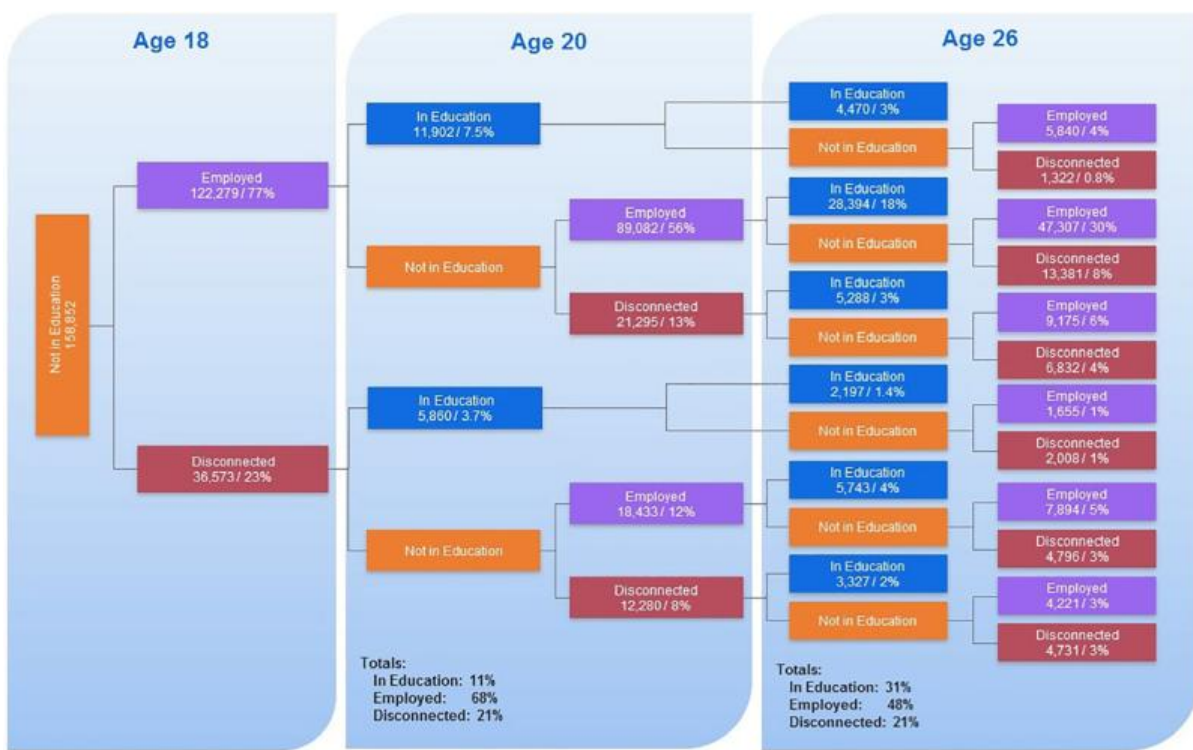 Age 18
Not in Education
158,852
Employed
122,279 / 77%
Disconnected
36,573 / 23%
Age 20
In Education
11,902 / 7.5%
Not in Education
Employed
89,082 / 56%
Disconnected
21,295 / 13%
In Education
5,860 / 3.7%
Not in Education
Employed
18,433 / 12%
Disconnected
12,280 / 8%
Totals:
In Education: 11%
Employed: 68%
Disconnected: 21%
Age 26
In Education
4,470 / 3%
Not in Education
Employed
5,840 / 4%
Disconnected
1,322 / 0.8%
In Education
28,394 / 18%
Not in Education
Employed
47,307 / 30%
Disconnected
13,381 / 8%
In Education
5,288 / 3%
Not in Education
Employed
9,175 / 6%
Disconnected
6,832 / 4%
In Education
2,197 / 1.4%
Not in Education
Employed
1,655 / 1%
Disconnected
2,008 / 1%
In Education
5,743 / 4%
Not in Education
Employed
7,894 / 5%
Disconnected
4,796 / 3%
In Education
3,327 / 2%
Not in Education
Employed
4,221 / 3%
Disconnected
4,731 / 3%
Totals:
In Education: 31%
Employed: 48%
Disconnected: 21%